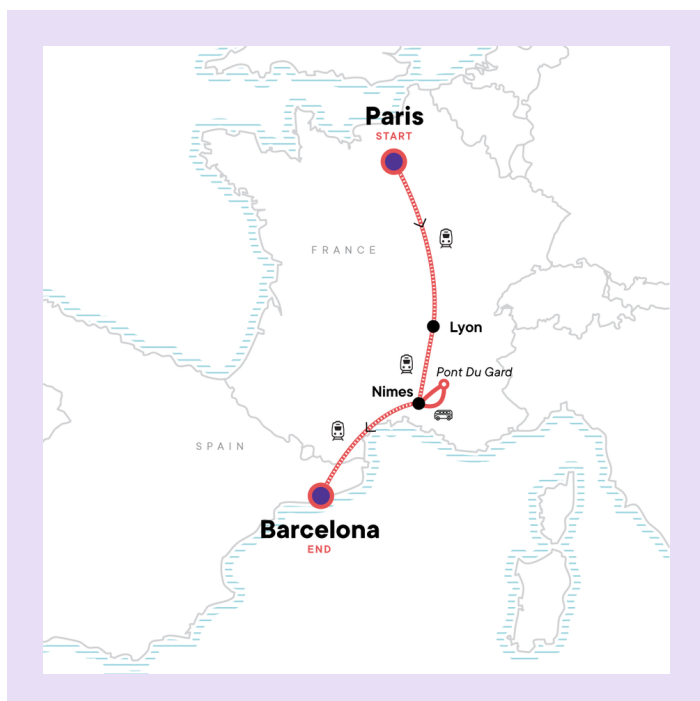 Paris
START
FRANCE
Lyon
Pont Du Gard
Nimes
SPAIN
Barcelona
END